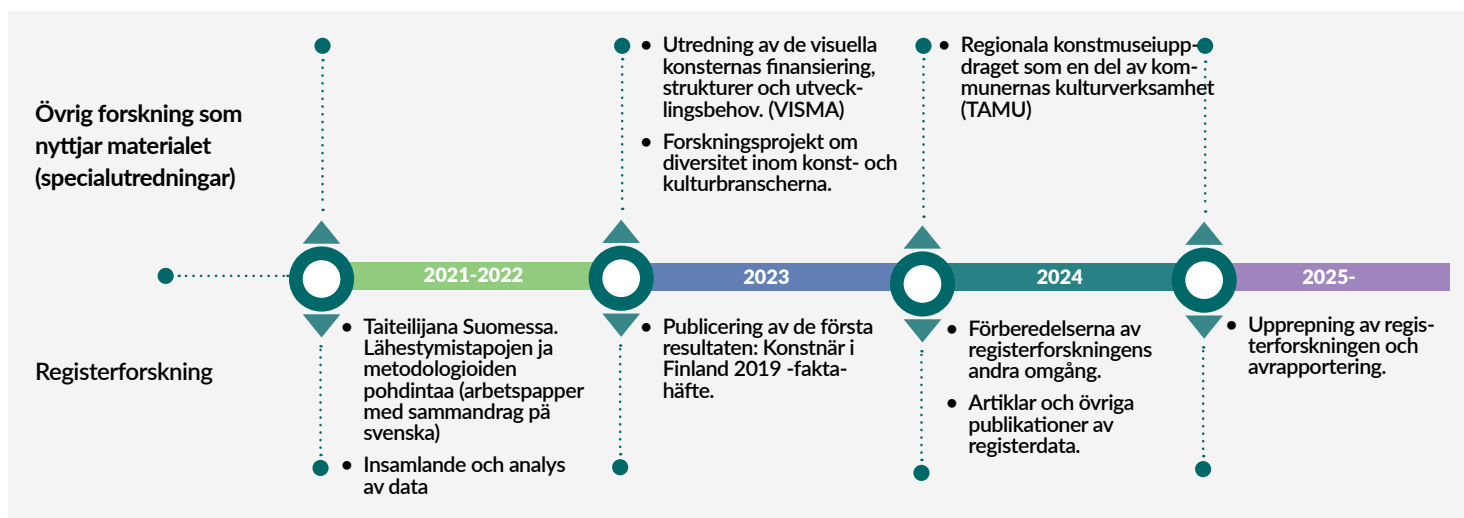 Övrig forskning som
nyttjar materialet
(specialutredningar)
• Utredning av de visuella
konsternas finansiering,
strukturer och utveck-
lingsbehov. (VISMA)
• Forskningsprojekt om
diversitet inom konst- och
kulturbranscherna.
• Regionala konstmuseiupp-
draget som en del av kom-
munernas kulturverksamhet
(TAMU)
2021-2022
2023
2024
2025-
Registerforskning
• Taiteilijana Suomessa.
Lähestymistapojen ja
metodologioiden
pohdintaa (arbetspapper
med sammandrag på
svenska)
• Insamlande och analys
av data
• Publicering av de första
resultaten: Konstnär i
Finland 2019 -fakta-
häfte.
• Förberedelserna av
registerforskningens
andra omgång.
• Artiklar och övriga
publikationer av
registerdata.
• Upprepning av regis-
terforskningen och
avrapportering.